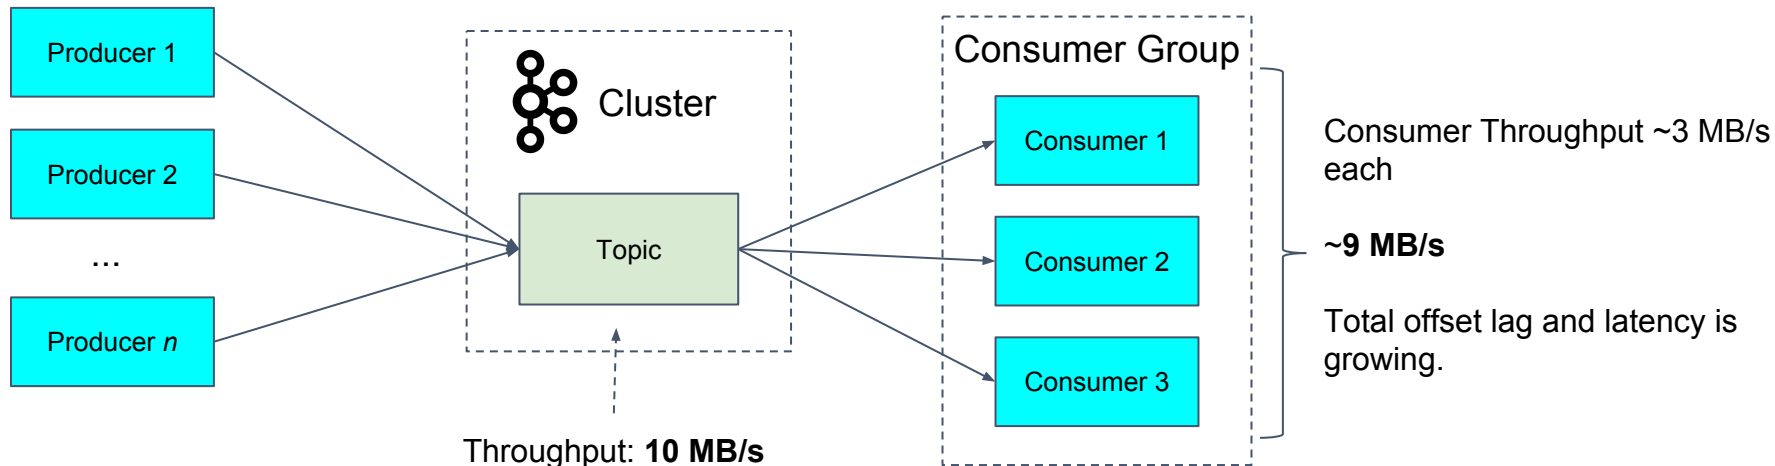 Producer 1
Producer 2
...
Producer n
Cluster
Topic
Throughput: 10 MB/s
Consumer Group
Consumer 1
Consumer 2
Consumer 3
Consumer Throughput ~3 MB/s
each
~9 MB/s
Total offset lag and latency is
growing.